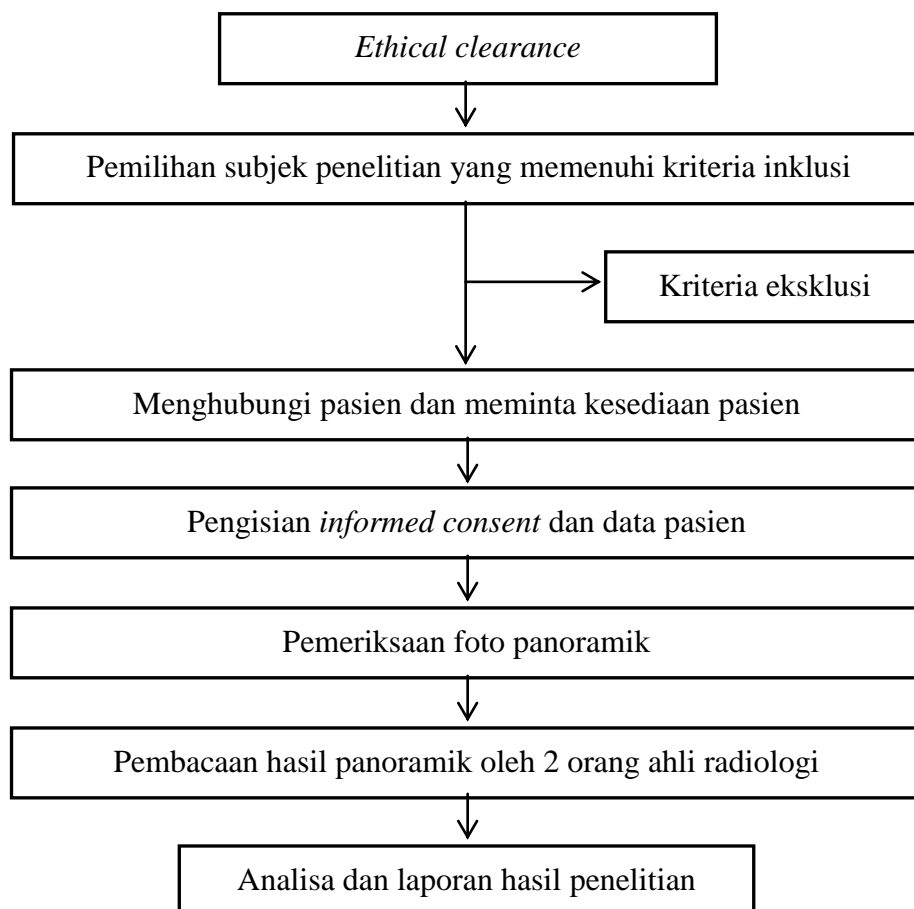 Ethical clearance
Pemilihan subjek penelitian yang memenuhi kriteria inklusi
Kriteria eksklusi
Menghubungi pasien dan meminta kesediaan pasien
Pengisian informed consent dan data pasien
Pemeriksaan foto panoramik
Pembacaan hasil panoramik oleh 2 orang ahli radiologi
Analisa dan laporan hasil penelitian